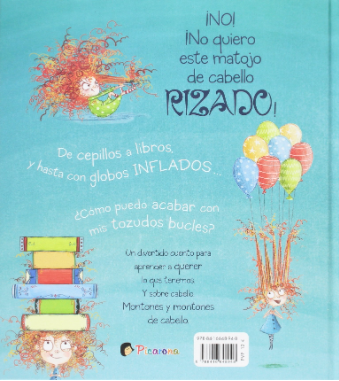 ¡NO!
¡No quiero
este matojo
de cabello
RIZADO!
De cepillos a libros,
y hasta con globos INFLADOS...
¿Cómo puedo acabar con
mis tozudos bucles?
Un divertido cuento para
aprender a querer
lo que tenemos
Y sobre cabello
Montones y montones
de cabello
Picarona